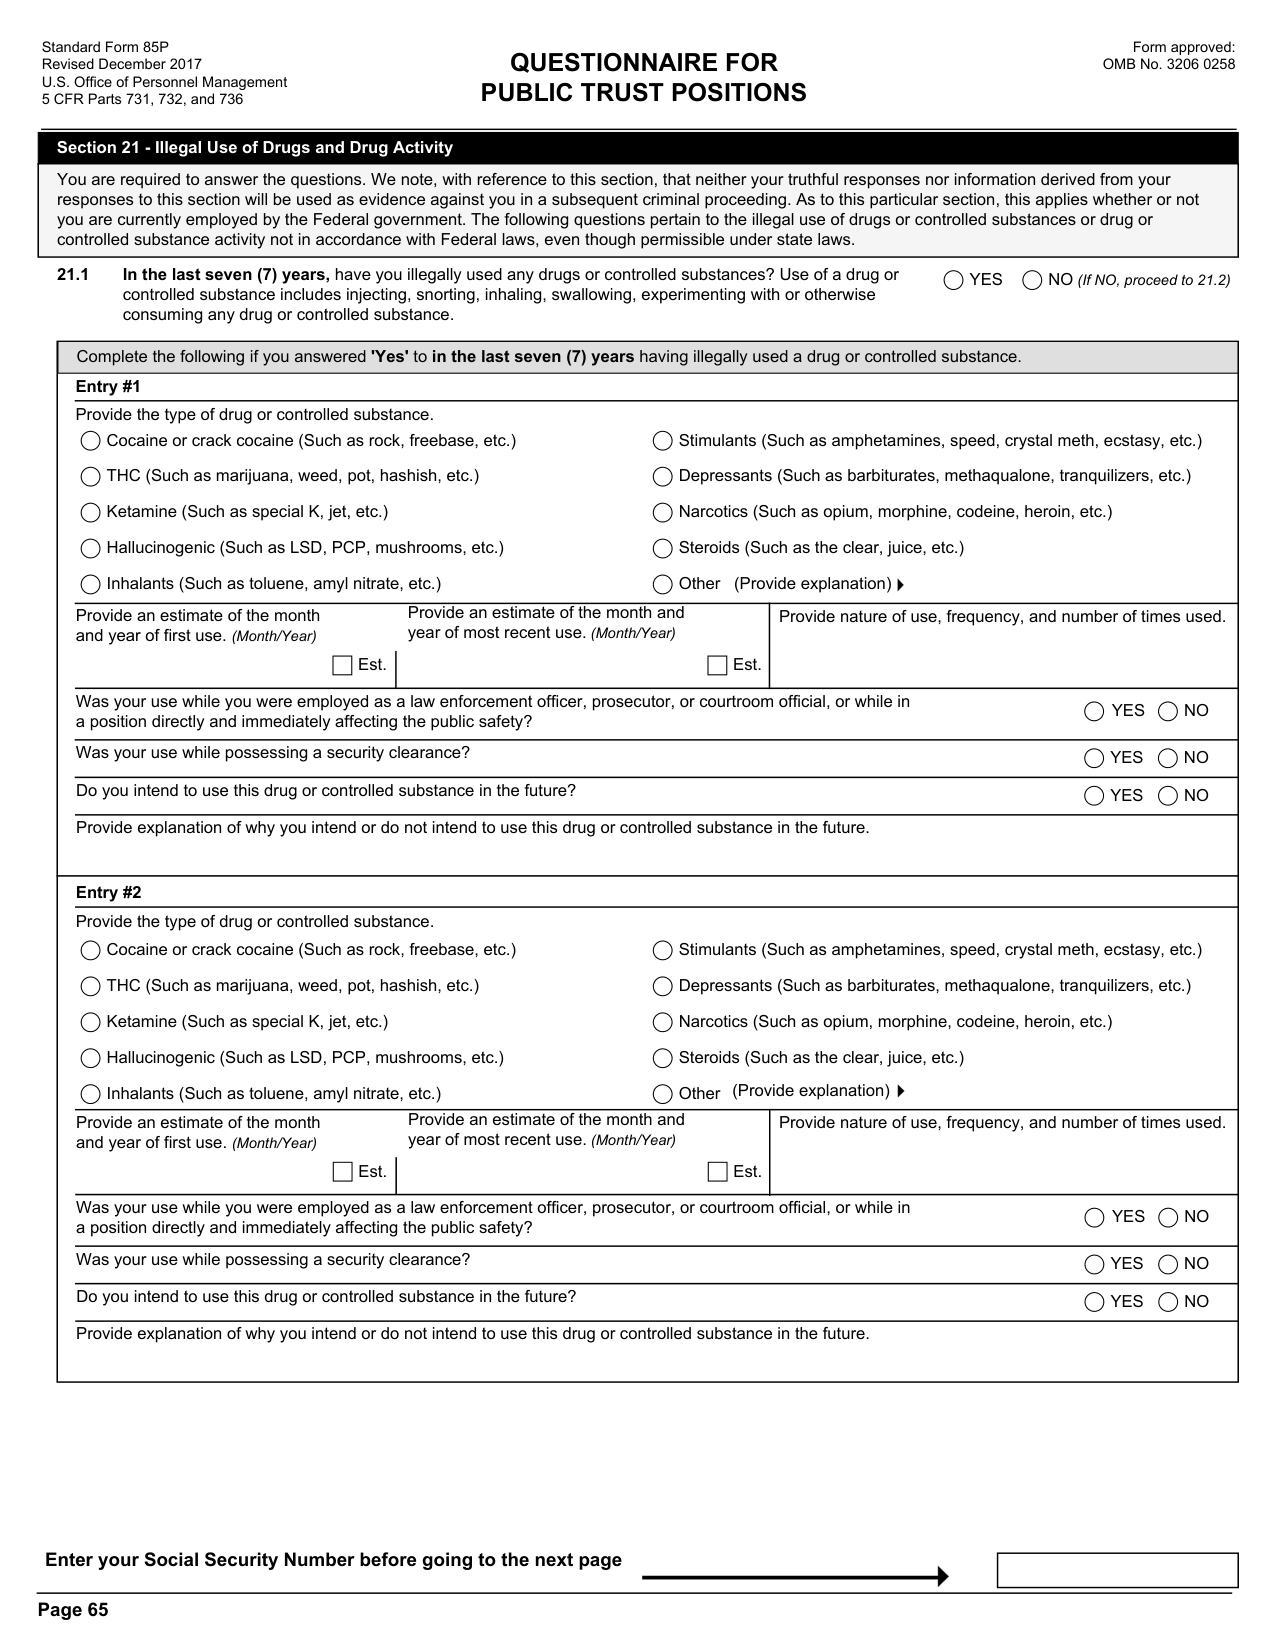 Standard Form 85P
Revised December 2017
U.S. Office of Personnel Management
5 CFR Parts 731, 732, and 736
QUESTIONNAIRE FOR
PUBLIC TRUST POSITIONS
Form approved:
OMB No. 3206 0258
Section 21 - Illegal Use of Drugs and Drug Activity
You are required to answer the questions. We note, with reference to this section, that neither your truthful responses nor information derived from your
responses to this section will be used as evidence against you in a subsequent criminal proceeding. As to this particular section, this applies whether or not
you are currently employed by the Federal government. The following questions pertain to the illegal use of drugs or controlled substances or drug or
controlled substance activity not in accordance with Federal laws, even though permissible under state laws.
21.1 In the last seven (7) years, have you illegally used any drugs or controlled substances? Use of a drug or
controlled substance includes injecting, snorting, inhaling, swallowing, experimenting with or otherwise
consuming any drug or controlled substance.
YES NO (If NO, proceed to 21.2)
Complete the following if you answered 'Yes' to in the last seven (7) years having illegally used a drug or controlled substance.
Entry #1
Provide the type of drug or controlled substance.
Cocaine or crack cocaine (Such as rock, freebase, etc.)
Stimulants (Such as amphetamines, speed, crystal meth, ecstasy, etc.)
THC (Such as marijuana, weed, pot, hashish, etc.)
Depressants (Such as barbiturates, methaqualone, tranquilizers, etc.)
Ketamine (Such as special K, jet, etc.)
Narcotics (Such as opium, morphine, codeine, heroin, etc.)
Hallucinogenic (Such as LSD, PCP, mushrooms, etc.)
Steroids (Such as the clear, juice, etc.)
Inhalants (Such as toluene, amyl nitrate, etc.)
Other (Provide explanation)
Provide an estimate of the month
and year of first use. (Month/Year)
Est.
Provide an estimate of the month and
year of most recent use. (Month/Year)
Est.
Provide nature of use, frequency, and number of times used.
Was your use while you were employed as a law enforcement officer, prosecutor, or courtroom official, or while in
a position directly and immediately affecting the public safety?
YES NO
Was your use while possessing a security clearance?
YES NO
Do you intend to use this drug or controlled substance in the future?
YES NO
Provide explanation of why you intend or do not intend to use this drug or controlled substance in the future.
Entry #2
Provide the type of drug or controlled substance.
Cocaine or crack cocaine (Such as rock, freebase, etc.)
Stimulants (Such as amphetamines, speed, crystal meth, ecstasy, etc.)
THC (Such as marijuana, weed, pot, hashish, etc.)
Depressants (Such as barbiturates, methaqualone, tranquilizers, etc.)
Ketamine (Such as special K, jet, etc.)
Narcotics (Such as opium, morphine, codeine, heroin, etc.)
Hallucinogenic (Such as LSD, PCP, mushrooms, etc.)
Steroids (Such as the clear, juice, etc.)
Inhalants (Such as toluene, amyl nitrate, etc.)
Other (Provide explanation)
Provide an estimate of the month
and year of first use. (Month/Year)
Est.
Provide an estimate of the month and
year of most recent use. (Month/Year)
Est.
Provide nature of use, frequency, and number of times used.
Was your use while you were employed as a law enforcement officer, prosecutor, or courtroom official, or while in
a position directly and immediately affecting the public safety?
YES NO
Was your use while possessing a security clearance?
YES NO
Do you intend to use this drug or controlled substance in the future?
YES NO
Provide explanation of why you intend or do not intend to use this drug or controlled substance in the future.
Enter your Social Security Number before going to the next page
Page 65